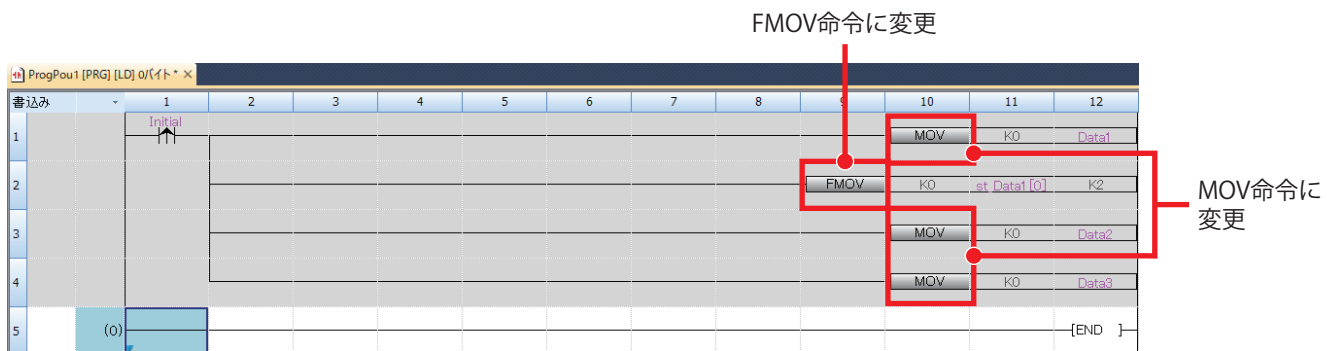 FMOV命令に変更
ProgPou1 [PRG] [LD] 0バイト * ×
書込み 1 2 3 4 5 6 7 8 9 10 11 12
Initial
1 MOV K0 Data1
2 FMOV K0 st_Data1 [0] K2
MOV命令に
変更
3 MOV K0 Data2
4 MOV K0 Data3
5 (0) [END ]